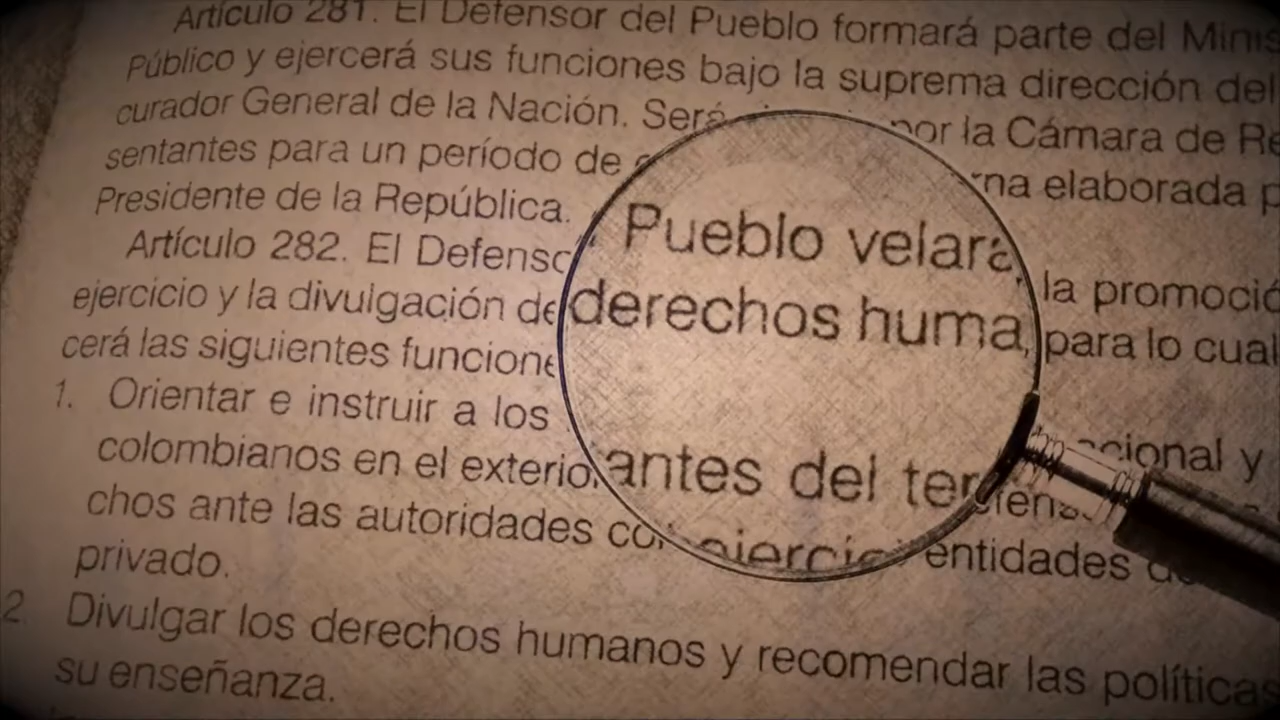 Artículo 281. El Defensor del Pueblo formará parte del Minis
Público y ejercerá sus funciones bajo la suprema dirección del
curador General de la Nación. Será por la Cámara de Re
sentantes para un período de na elaborada p
Presidente de la República.
Pueblo velará
Artículo 282. El Defenso la promoció
ejercicio y la divulgación de derechos huma para lo cual
cerá las siguientes funcione
1. Orientar e instruir a los cional y
colombianos en el exterior antes del ter
chos ante las autoridades co ejercici entidades de
privado.
2. Divulgar los derechos humanos y recomendar las políticas
su enseñanza.